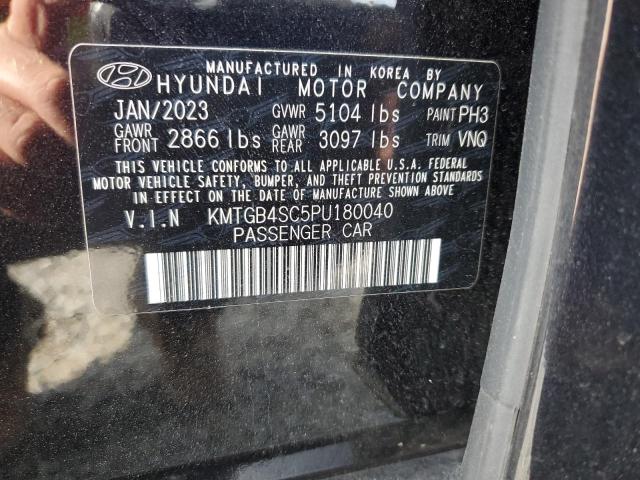 MANUFACTURED IN KOREA BY
HYUNDAI MOTOR COMPANY
JAN/2023 GVWR 5104 lbs PAINT PH3
GAWR FRONT 2866 lbs GAWR REAR 3097 lbs TRIM VNQ
THIS VEHICLE CONFORMS TO ALL APPLICABLE U.S.A. FEDERAL
MOTOR VEHICLE SAFETY, BUMPER, AND THEFT PREVENTION STANDARDS
IN EFFECT ON THE DATE OF MANUFACTURE SHOWN ABOVE
V.I.N KMTGB4SC5PU180040
PASSENGER CAR